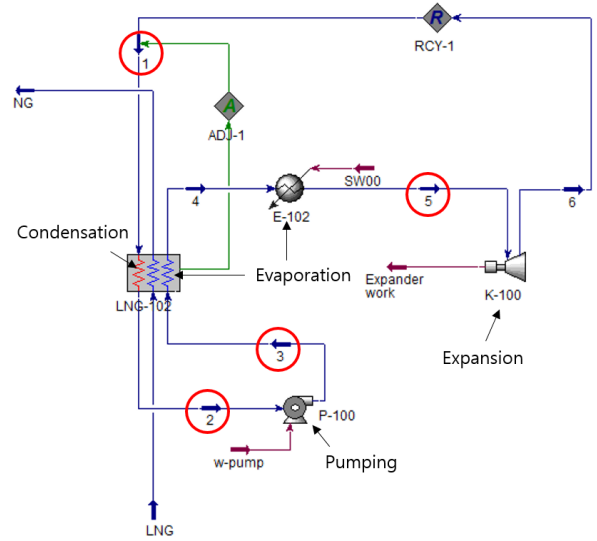 R
RCY-1
1
NG
A
ADJ-1
SW00
4
E-102
5
6
Condensation
Evaporation
Expander
work
K-100
LNG-102
Expansion
3
2
P-100
w-pump
Pumping
LNG